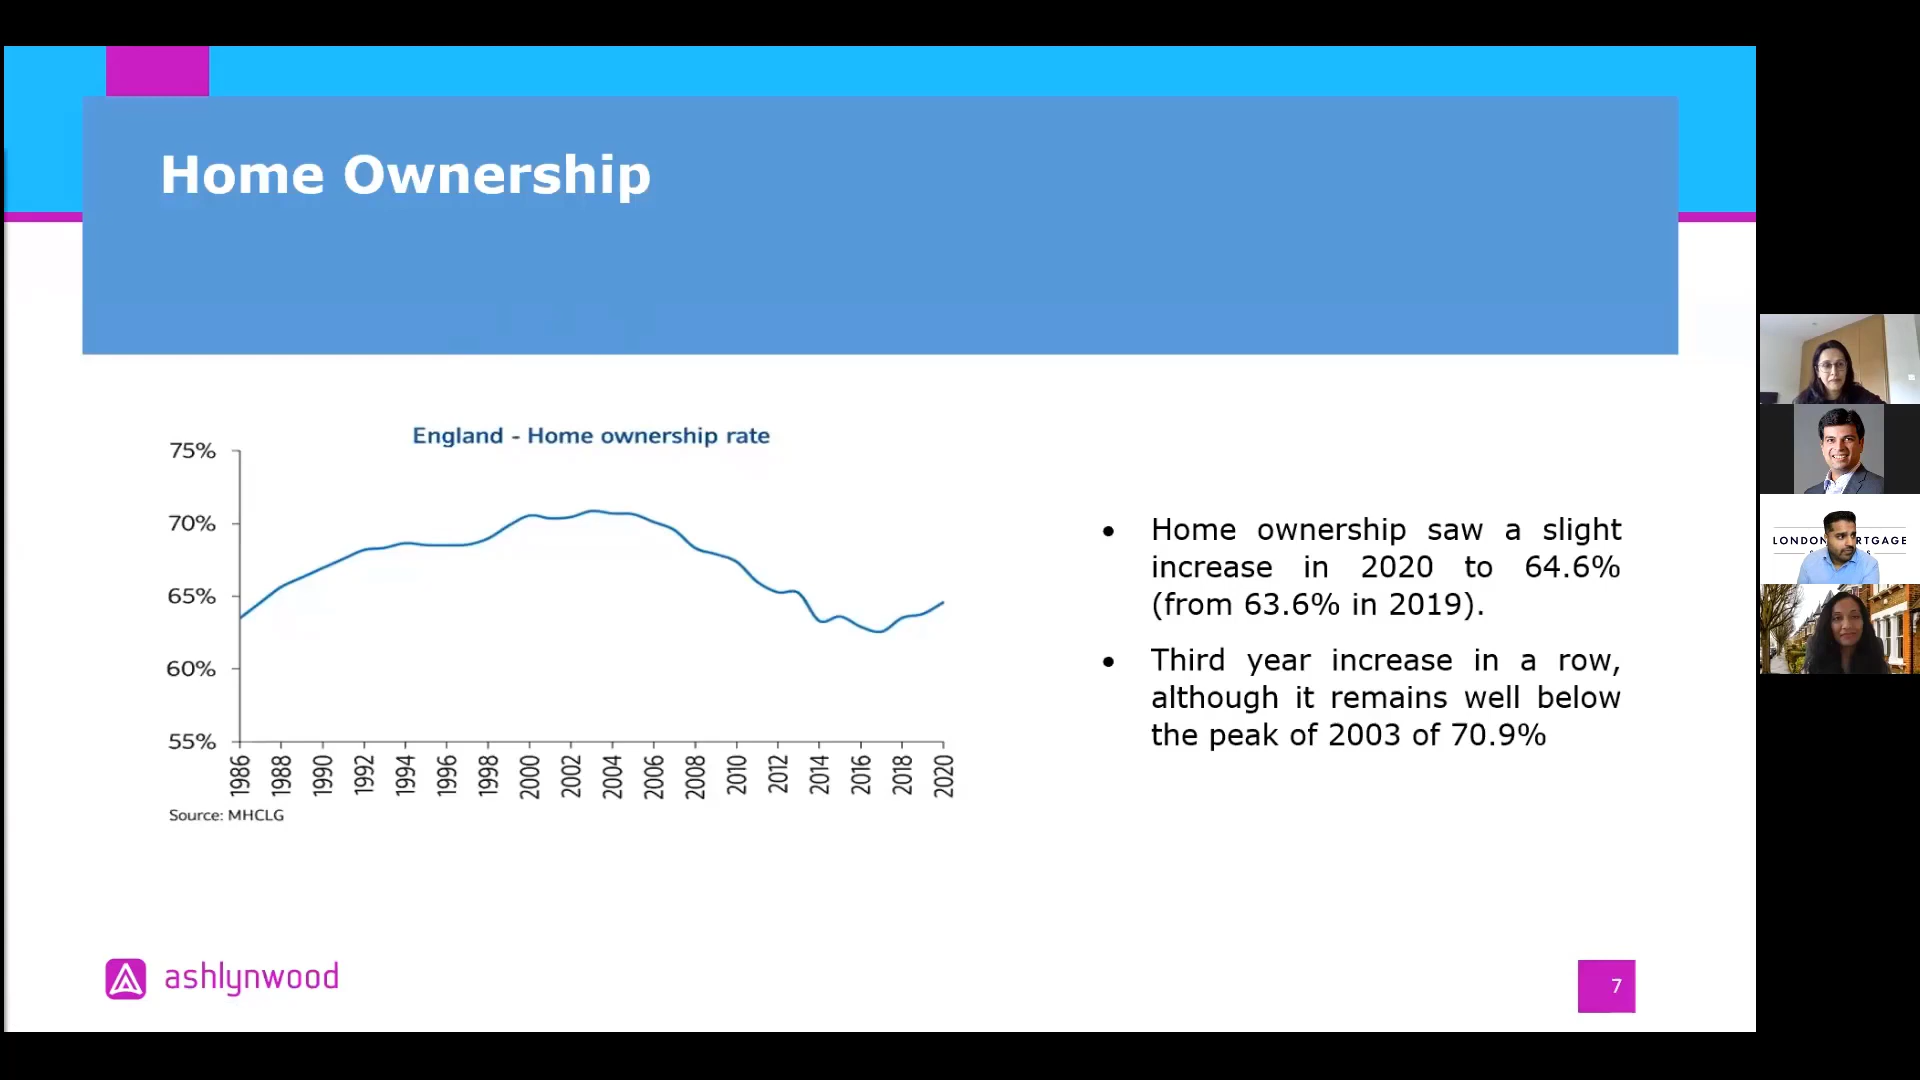 Home Ownership
England - Home ownership rate
75%
70%
65%
60%
55%
1986
1988
1990
1992
1994
1996
1998
2000
2002
2004
2006
2008
2010
2012
2014
2016
2018
2020
Source: MHCLG
• Home ownership saw a slight
increase in 2020 to 64.6%
(from 63.6% in 2019).
• Third year increase in a row,
although it remains well below
the peak of 2003 of 70.9%
LONDON
ashlynwood
7